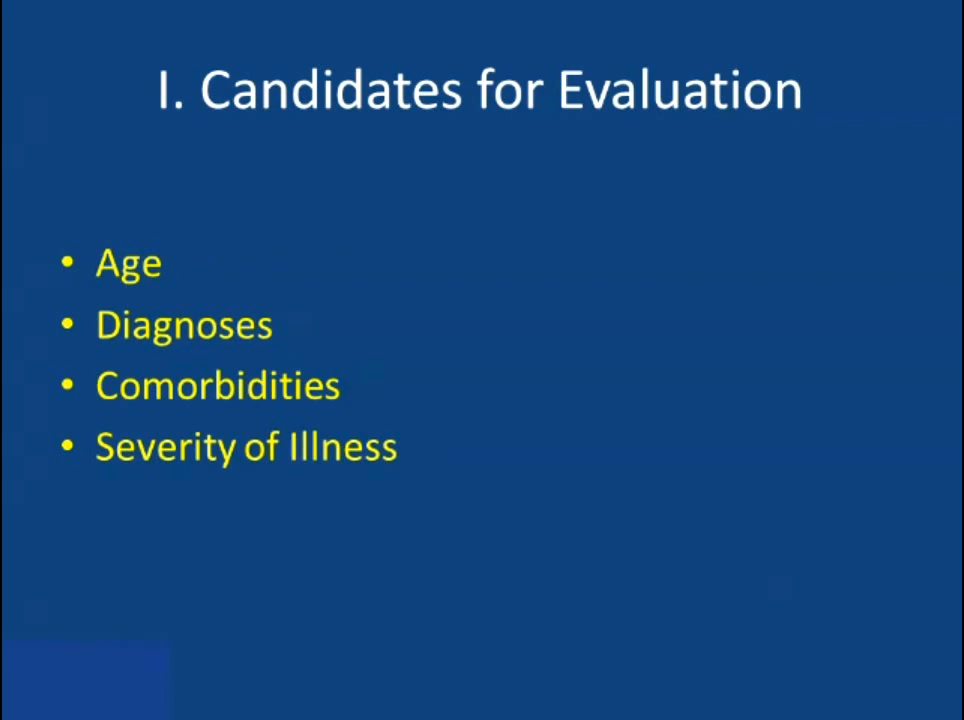 I. Candidates for Evaluation
• Age
• Diagnoses
• Comorbidities
• Severity of Illness